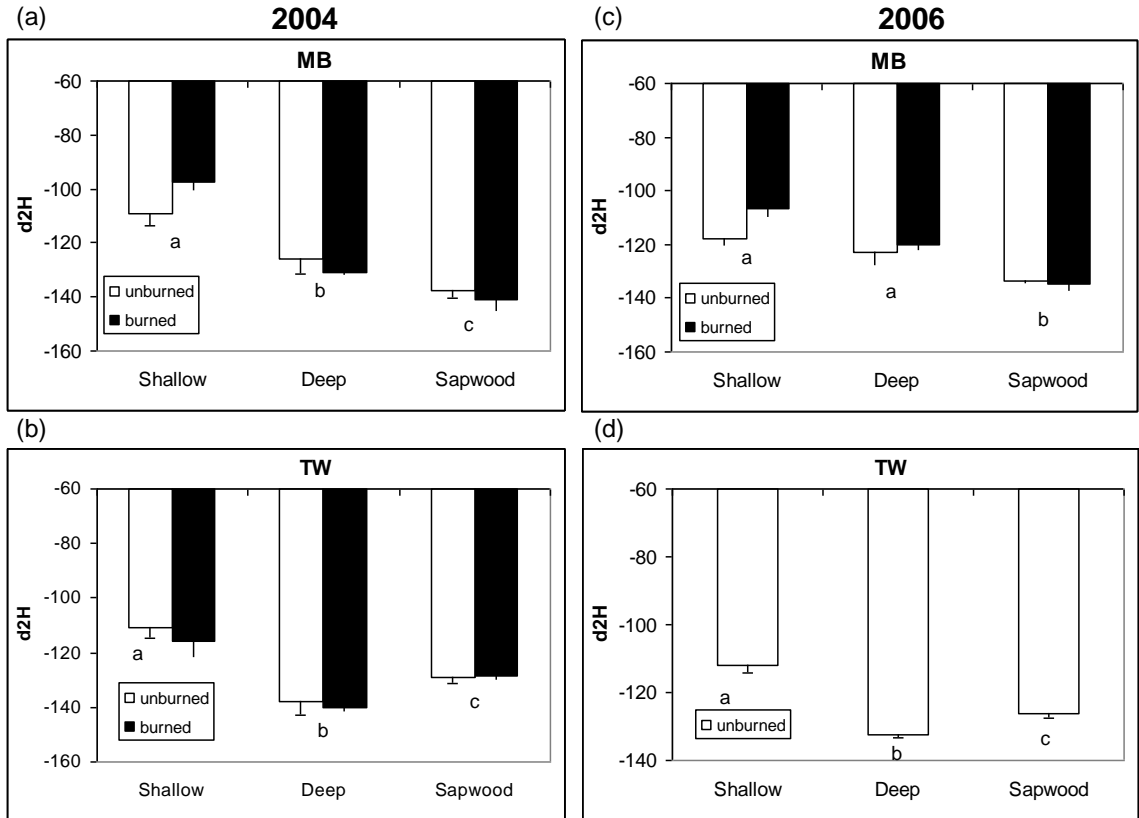 (a)
2004
MB
-60
-80
-100
-120
-140
-160
d2H
a
b
c
unburned
burned
Shallow Deep Sapwood
(c)
2006
MB
-60
-80
-100
-120
-140
-160
d2H
a
a
b
unburned
burned
Shallow Deep Sapwood
(b)
TW
-60
-80
-100
-120
-140
-160
d2H
a
b
c
unburned
burned
Shallow Deep Sapwood
(d)
TW
-60
-80
-100
-120
-140
d2H
a
b
c
unburned
Shallow Deep Sapwood